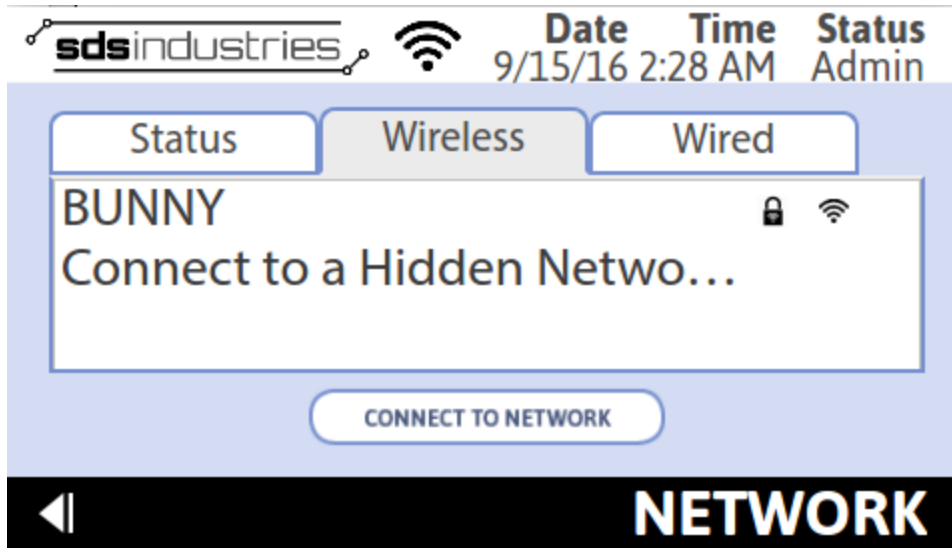 sdsindustries
Date Time Status
9/15/16 2:28 AM Admin
Status Wireless Wired
BUNNY
Connect to a Hidden Netwo...
CONNECT TO NETWORK
NETWORK